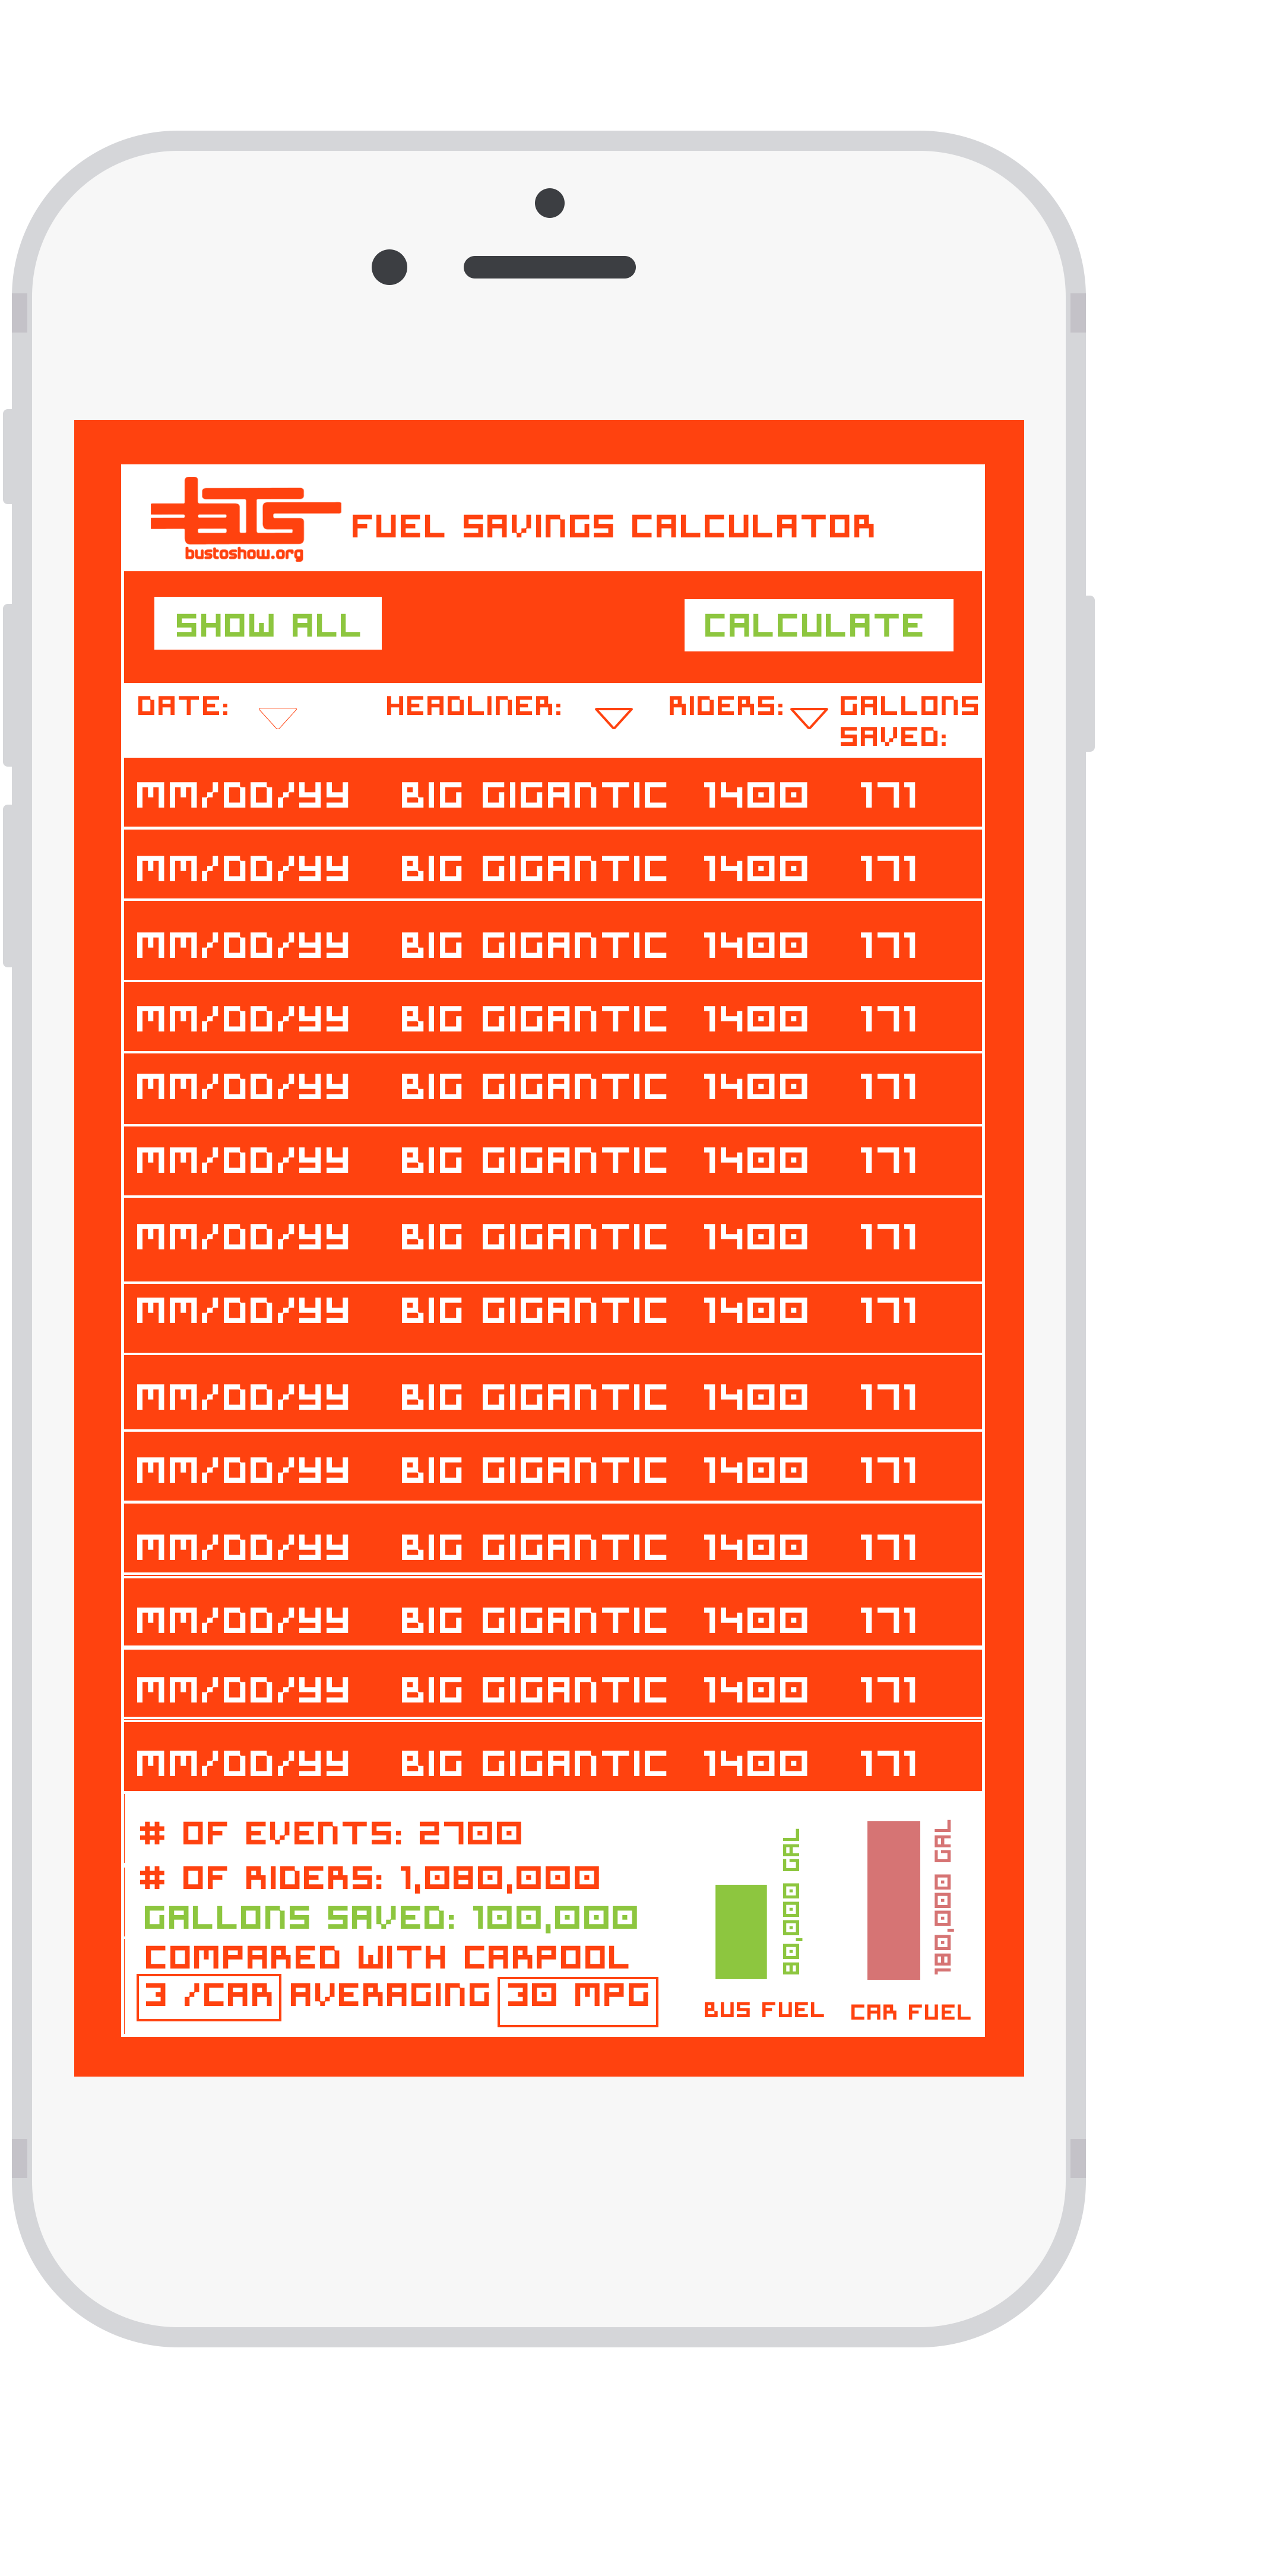 BTS
bustoshow.org
FUEL SAVINGS CALCULATOR
SHOW ALL CALCULATE
DATE: HEADLINER: RIDERS: GALLONS
SAVED:
MM/DD/YY BIG GIGANTIC 1400 171
MM/DD/YY BIG GIGANTIC 1400 171
MM/DD/YY BIG GIGANTIC 1400 171
MM/DD/YY BIG GIGANTIC 1400 171
MM/DD/YY BIG GIGANTIC 1400 171
MM/DD/YY BIG GIGANTIC 1400 171
MM/DD/YY BIG GIGANTIC 1400 171
MM/DD/YY BIG GIGANTIC 1400 171
MM/DD/YY BIG GIGANTIC 1400 171
MM/DD/YY BIG GIGANTIC 1400 171
MM/DD/YY BIG GIGANTIC 1400 171
MM/DD/YY BIG GIGANTIC 1400 171
MM/DD/YY BIG GIGANTIC 1400 171
MM/DD/YY BIG GIGANTIC 1400 171
# OF EVENTS: 2700
# OF RIDERS: 1,080,000
GALLONS SAVED: 100,000
COMPARED WITH CARPOOL
3 /CAR AVERAGING 30 MPG
80,000 GAL
BUS FUEL
180,000 GAL
CAR FUEL